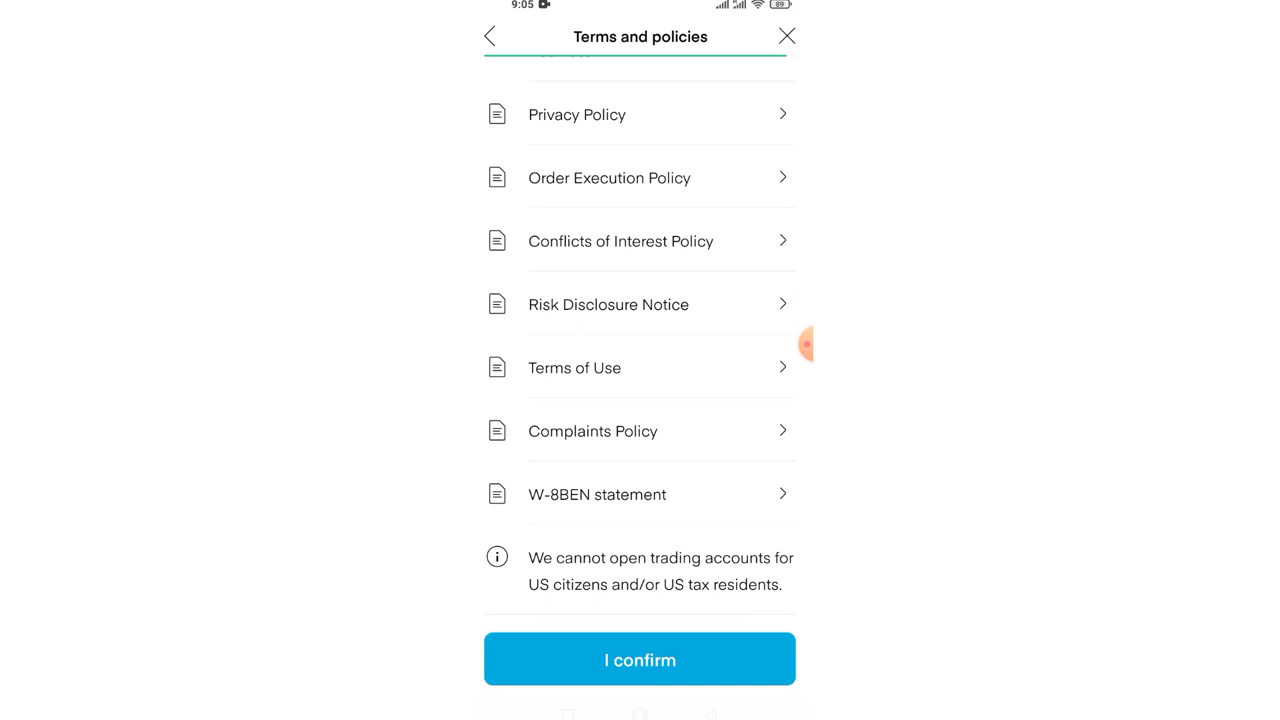 9:05
89
Terms and policies
Privacy Policy
Order Execution Policy
Conflicts of Interest Policy
Risk Disclosure Notice
Terms of Use
Complaints Policy
W-8BEN statement
We cannot open trading accounts for
US citizens and/or US tax residents.
I confirm